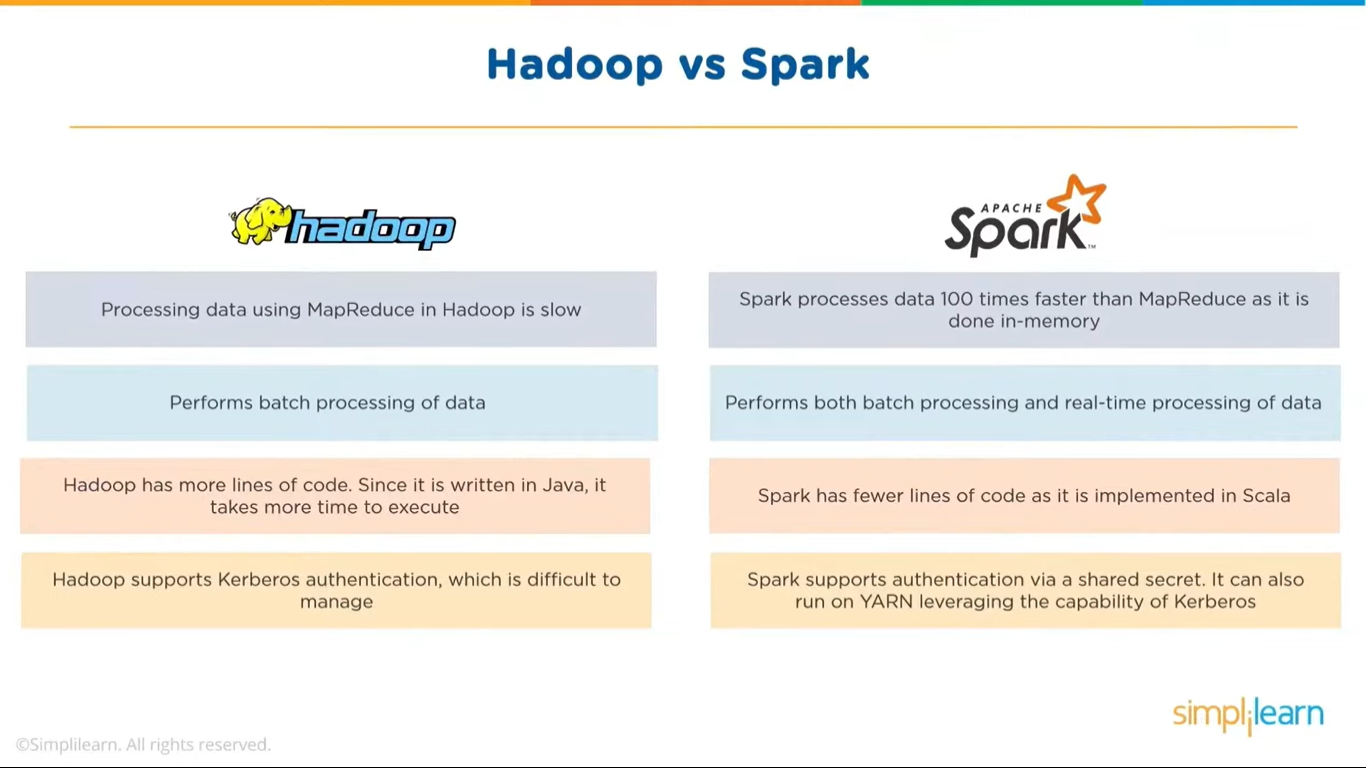 Hadoop vs Spark
hadoop
APACHE
Spark™
Processing data using MapReduce in Hadoop is slow
Spark processes data 100 times faster than MapReduce as it is
done in-memory
Performs batch processing of data
Performs both batch processing and real-time processing of data
Hadoop has more lines of code. Since it is written in Java, it
takes more time to execute
Spark has fewer lines of code as it is implemented in Scala
Hadoop supports Kerberos authentication, which is difficult to
manage
Spark supports authentication via a shared secret. It can also
run on YARN leveraging the capability of Kerberos
simplilearn
©Simplilearn. All rights reserved.